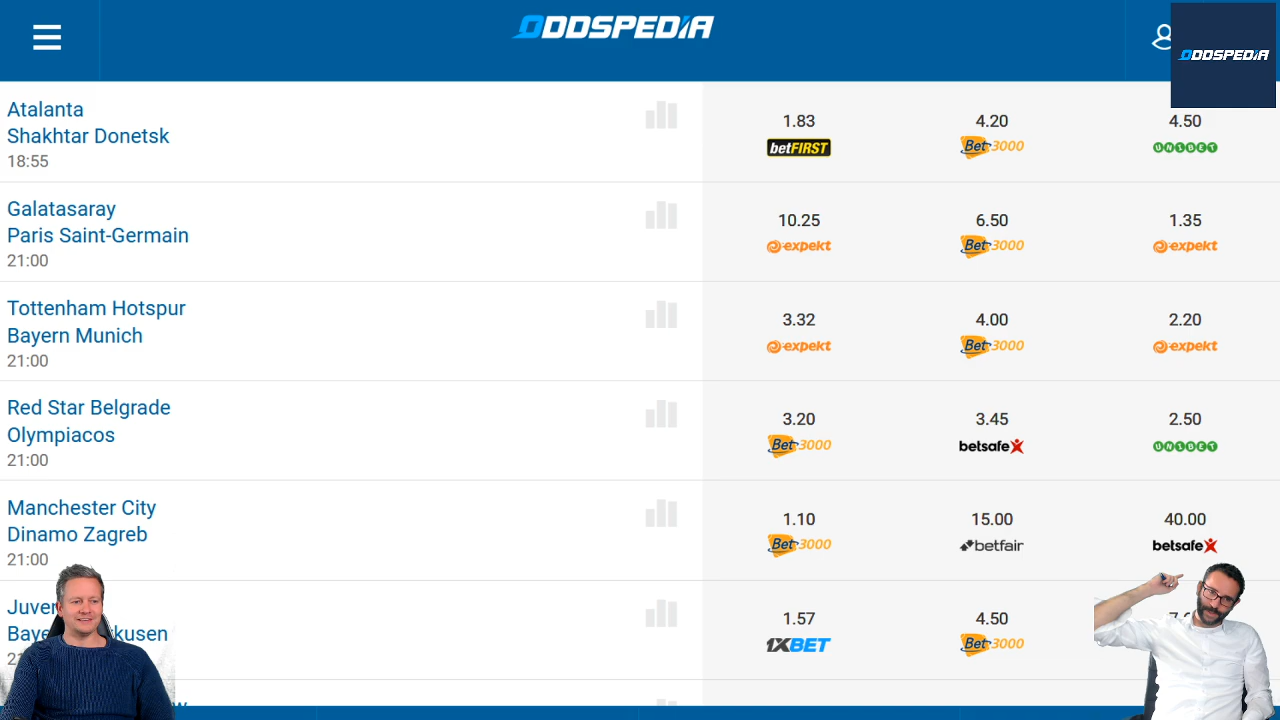 ODDSPEDIA
ODDSPEDIA
Atalanta
Shakhtar Donetsk
18:55
1.83
betFIRST
4.20
Bet3000
4.50
UNIBET
Galatasaray
Paris Saint-Germain
21:00
10.25
expekt
6.50
Bet3000
1.35
expekt
Tottenham Hotspur
Bayern Munich
21:00
3.32
expekt
4.00
Bet3000
2.20
expekt
Red Star Belgrade
Olympiacos
21:00
3.20
Bet3000
3.45
betsafe
2.50
UNIBET
Manchester City
Dinamo Zagreb
21:00
1.10
Bet3000
15.00
betfair
40.00
betsafe
1.57
1XBET
4.50
Bet3000